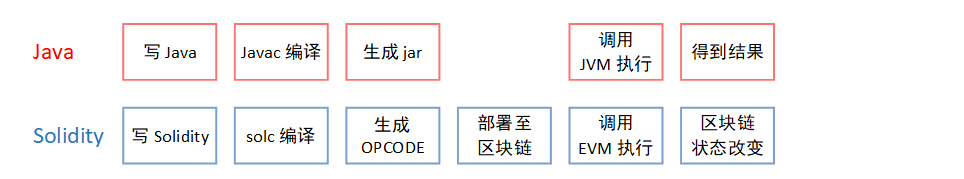 Java
写 Java
Javac 编译
生成 jar
调用
JVM 执行
得到结果
Solidity
写 Solidity
solc 编译
生成
OPCODE
部署至
区块链
调用
EVM 执行
区块链
状态改变